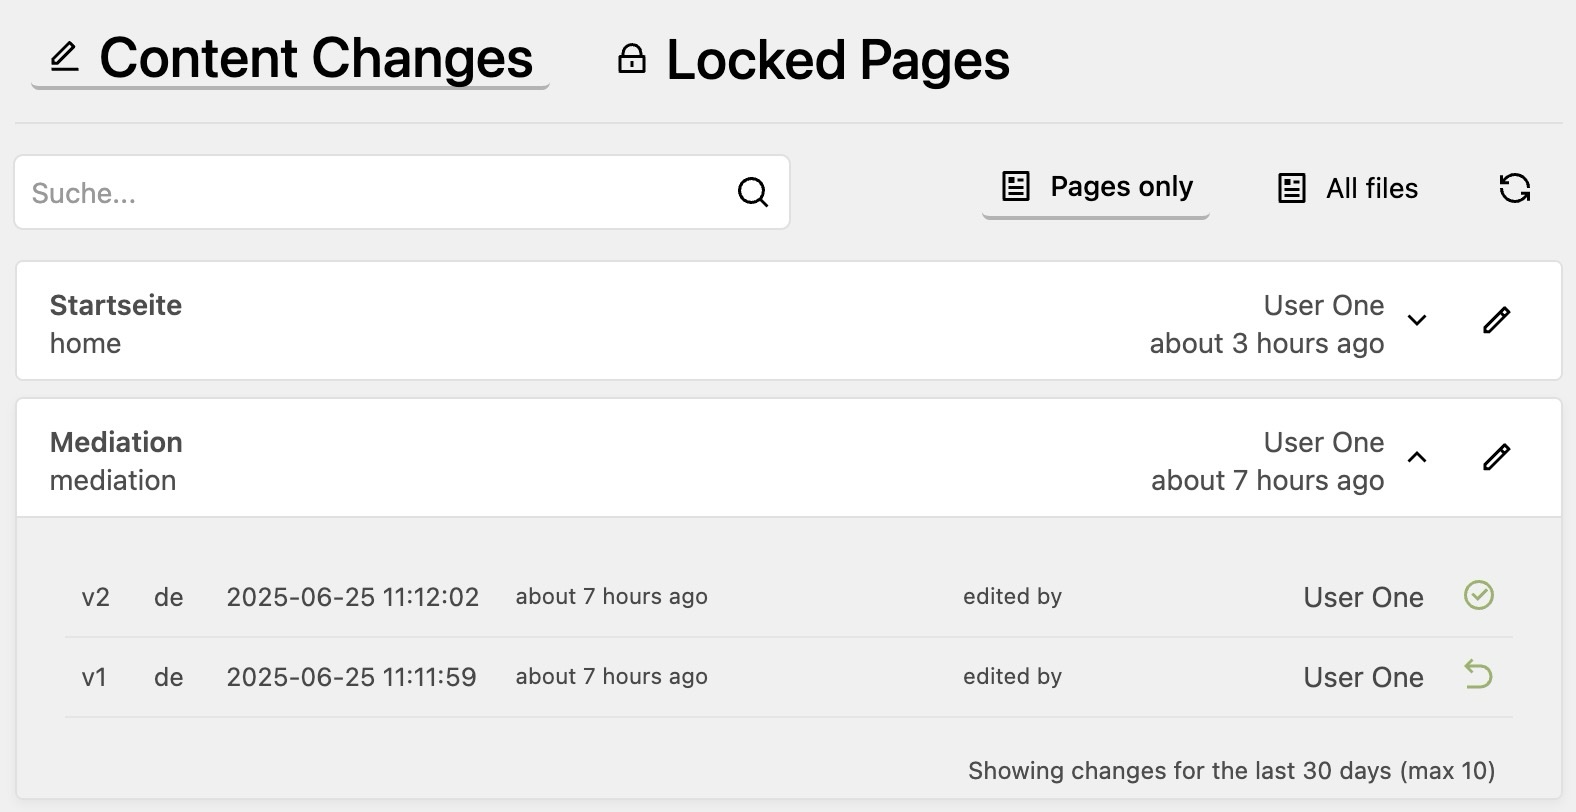 Content Changes Locked Pages
Suche... Pages only All files
Startseite User One
home about 3 hours ago
Mediation User One
mediation about 7 hours ago
v2 de 2025-06-25 11:12:02 about 7 hours ago edited by User One
v1 de 2025-06-25 11:11:59 about 7 hours ago edited by User One
Showing changes for the last 30 days (max 10)